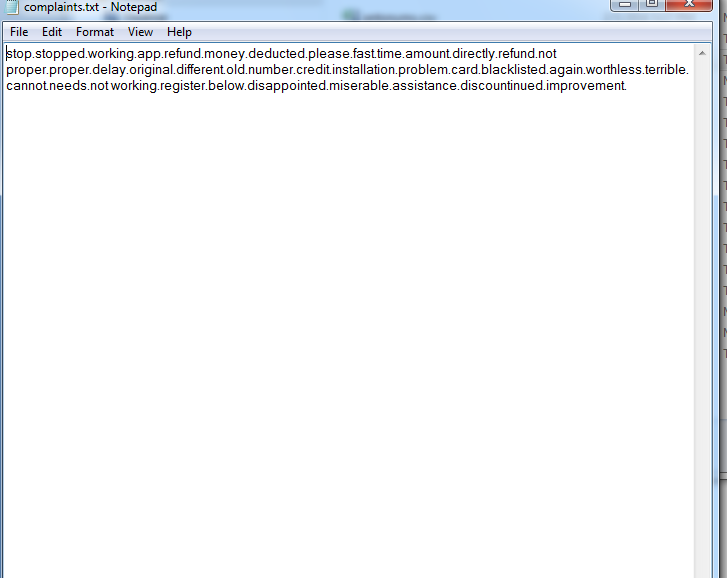 complaints.txt - Notepad
File Edit Format View Help
stop.stopped.working.app.refund.money.deducted.please.fast.time.amount.directly.refund.not
proper.proper.delay.original.different.old.number.credit.installation.problem.card.blacklisted.again.worthless.terrible.
cannot.needs.not working.register.below.disappointed.miserable.assistance.discountinued.improvement.